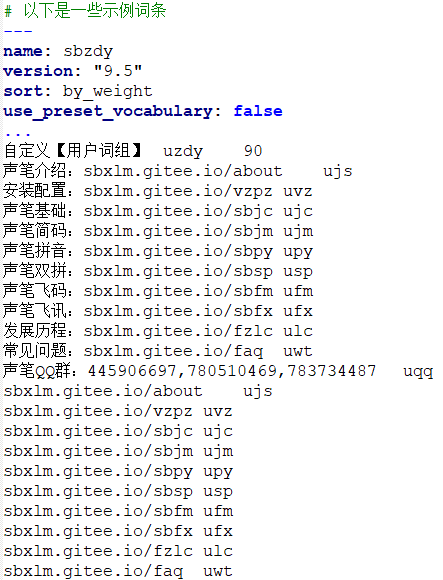 # 以下是一些示例词条
---
name: sbzdy
version: "9.5"
sort: by_weight
use_preset_vocabulary: false
...
自定义【用户词组】	uzdy	90
声笔介绍：sbxlm.gitee.io/about	ujs
安装配置：sbxlm.gitee.io/vzpz	uvz
声笔基础：sbxlm.gitee.io/sbjc	ujc
声笔简码：sbxlm.gitee.io/sbjm	ujm
声笔拼音：sbxlm.gitee.io/sbpy	upy
声笔双拼：sbxlm.gitee.io/sbsp	usp
声笔飞码：sbxlm.gitee.io/sbfm	ufm
声笔飞讯：sbxlm.gitee.io/sbfx	ufx
发展历程：sbxlm.gitee.io/fzlc	ulc
常见问题：sbxlm.gitee.io/faq	uwt
声笔QQ群：445906697,780510469,783734487	uqq
sbxlm.gitee.io/about	ujs
sbxlm.gitee.io/vzpz	uvz
sbxlm.gitee.io/sbjc	ujc
sbxlm.gitee.io/sbjm	ujm
sbxlm.gitee.io/sbpy	upy
sbxlm.gitee.io/sbsp	usp
sbxlm.gitee.io/sbfm	ufm
sbxlm.gitee.io/sbfx	ufx
sbxlm.gitee.io/fzlc	ulc
sbxlm.gitee.io/faq	uwt